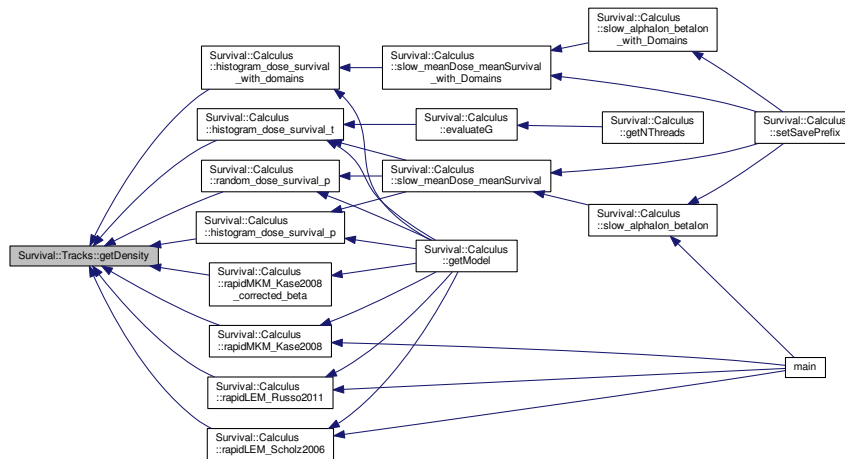 Survival::Tracks::getDensity
Survival::Calculus
::histogram_dose_survival
_with_domains
Survival::Calculus
::histogram_dose_survival_t
Survival::Calculus
::random_dose_survival_p
Survival::Calculus
::histogram_dose_survival_p
Survival::Calculus
::rapidMKM_Kase2008
_corrected_beta
Survival::Calculus
::rapidMKM_Kase2008
Survival::Calculus
::rapidLEM_Russo2011
Survival::Calculus
::rapidLEM_Scholz2006
Survival::Calculus
::slow_meanDose_meanSurvival
_with_Domains
Survival::Calculus
::evaluateG
Survival::Calculus
::slow_meanDose_meanSurvival
Survival::Calculus
::getModel
Survival::Calculus
::slow_alphaIon_betaIon
_with_Domains
Survival::Calculus
::getNThreads
Survival::Calculus
::slow_alphaIon_betaIon
Survival::Calculus
::setSavePrefix
main